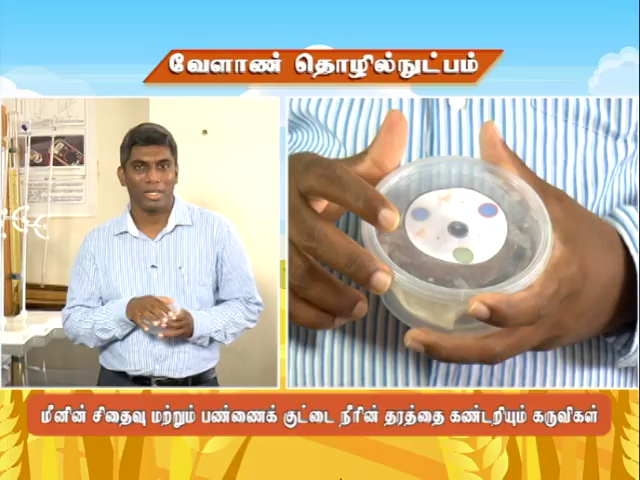 வேளாண் தொழில்நுட்பம்
மீனின் சிதைவு மற்றும் பண்ணைக் குட்டை நீரின் தரத்தை கண்டறியும் கருவிகள்